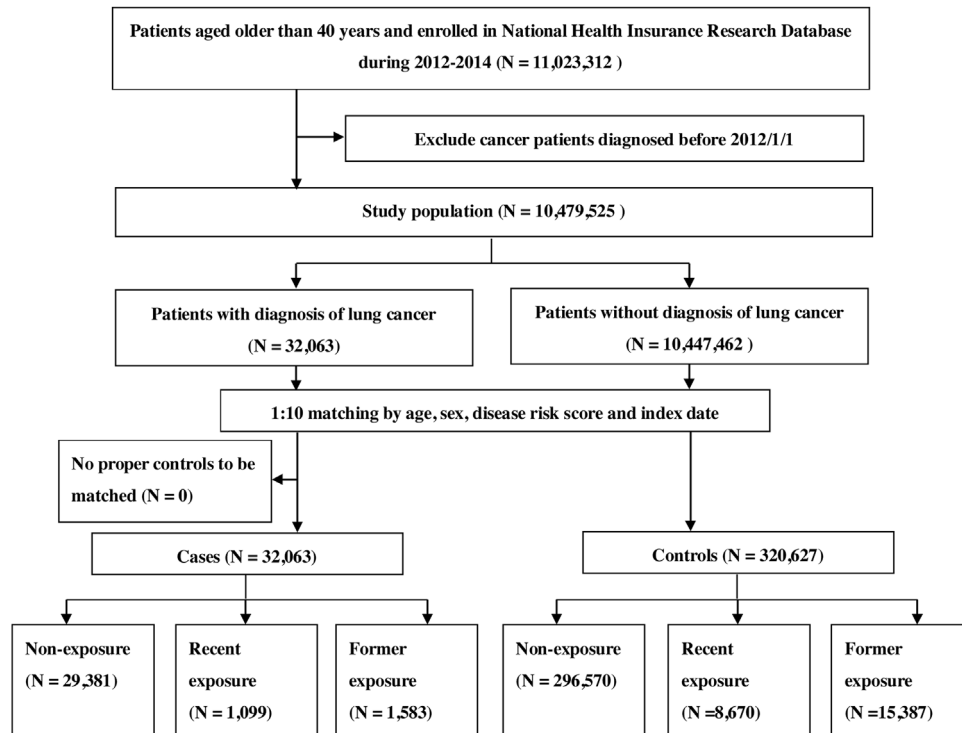 Patients aged older than 40 years and enrolled in National Health Insurance Research Database
during 2012-2014 (N = 11,023,312 )
Exclude cancer patients diagnosed before 2012/1/1
Study population (N = 10,479,525 )
Patients with diagnosis of lung cancer
(N = 32,063)
Patients without diagnosis of lung cancer
(N = 10,447,462 )
1:10 matching by age, sex, disease risk score and index date
No proper controls to be
matched (N = 0)
Cases (N = 32,063)
Controls (N = 320,627)
Non-exposure
(N = 29,381)
Recent
exposure
(N = 1,099)
Former
exposure
(N = 1,583)
Non-exposure
(N = 296,570)
Recent
exposure
(N =8,670)
Former
exposure
(N =15,387)